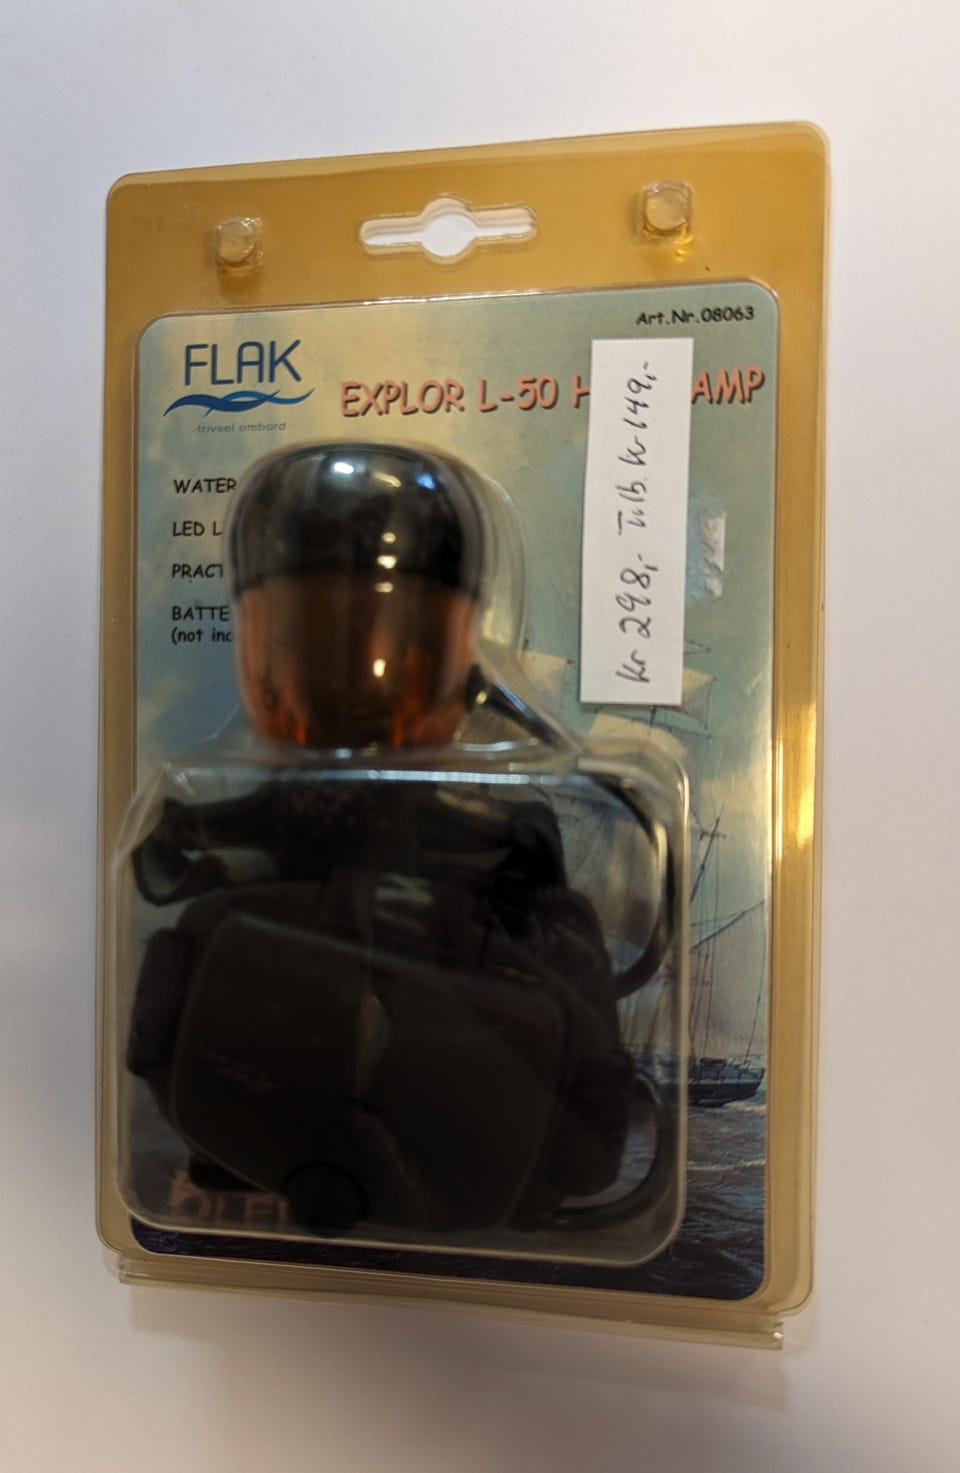 Art.Nr.08063
FLAK
-trivsel ombord
EXPLOR L-50 H AMP
WATER
LED L
PRACT
BATTE
(not inc
kr 298,- Tilb. kr 149,-